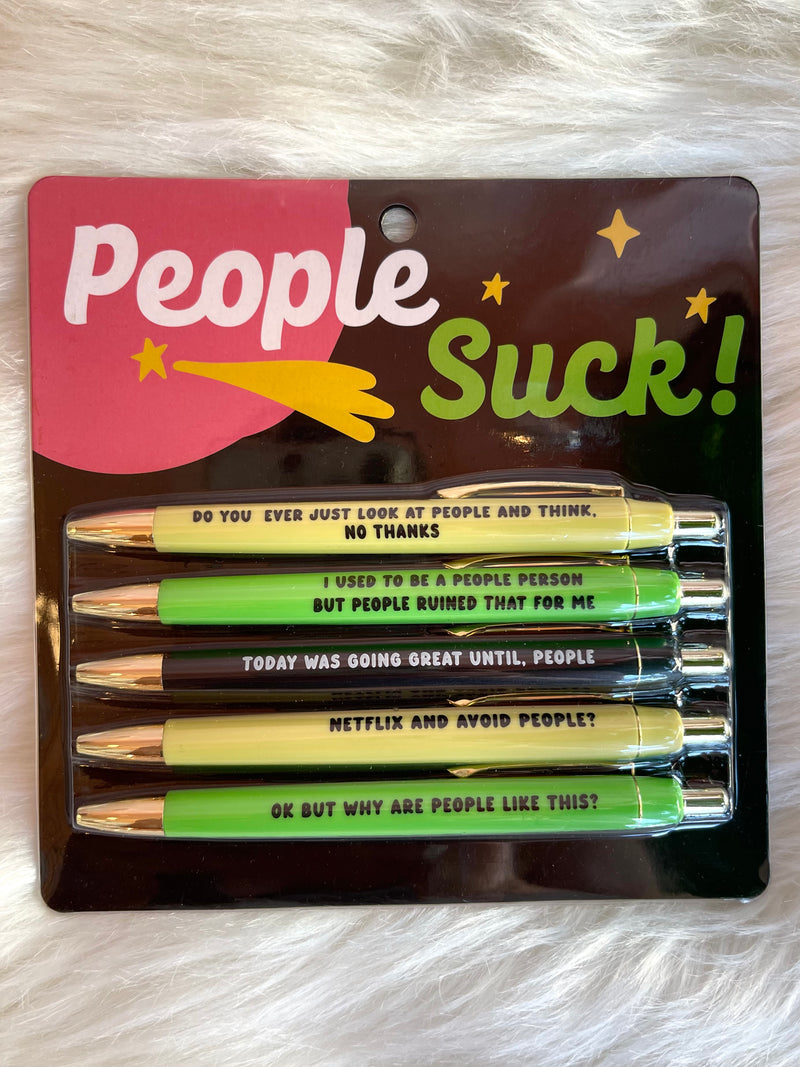 People
Suck!
DO YOU EVER JUST LOOK AT PEOPLE AND THINK,
NO THANKS
I USED TO BE A PEOPLE PERSON
BUT PEOPLE RUINED THAT FOR ME
TODAY WAS GOING GREAT UNTIL, PEOPLE
NETFLIX AND AVOID PEOPLE?
OK BUT WHY ARE PEOPLE LIKE THIS?